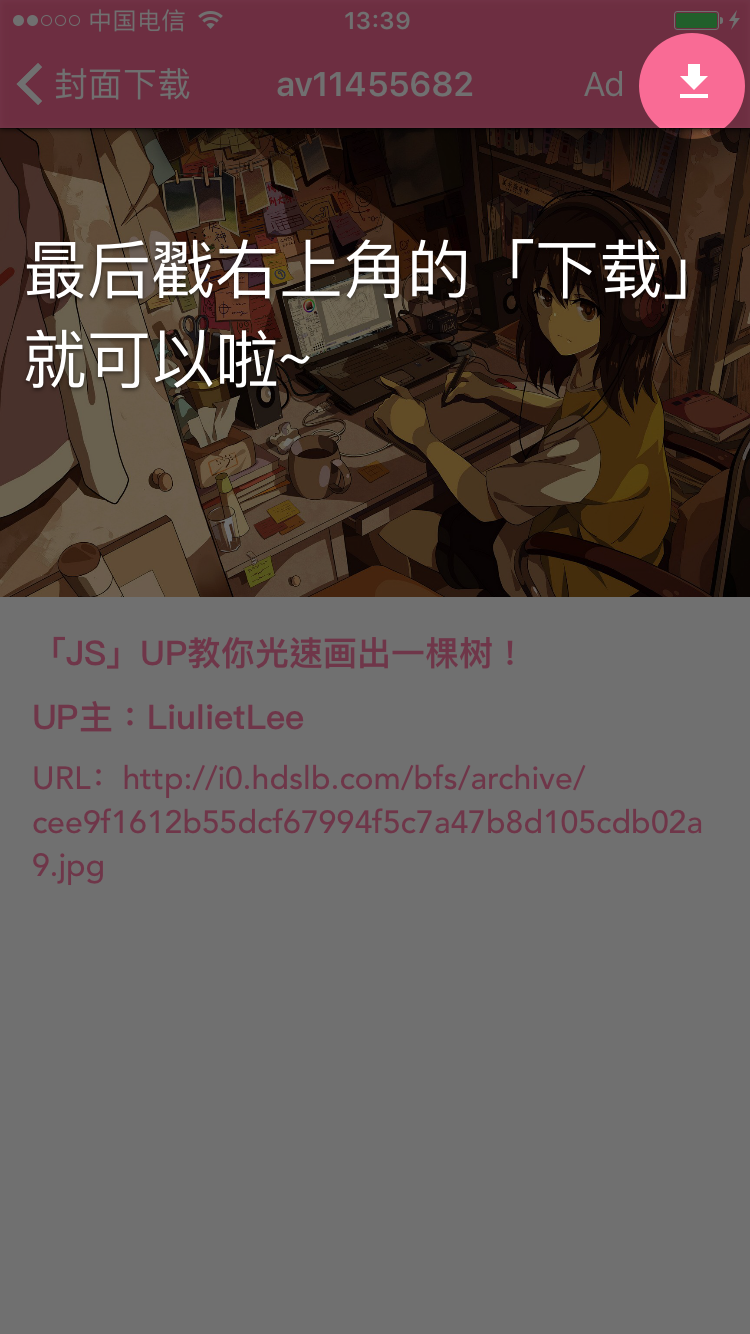 中国电信
13:39
封面下载
av11455682
Ad
最后戳右上角的「下载」
就可以啦~
「JS」UP教你光速画出一棵树！
UP主：LiulietLee
URL：http://i0.hdslb.com/bfs/archive/
cee9f1612b55dcf67994f5c7a47b8d105cdb02a
9.jpg